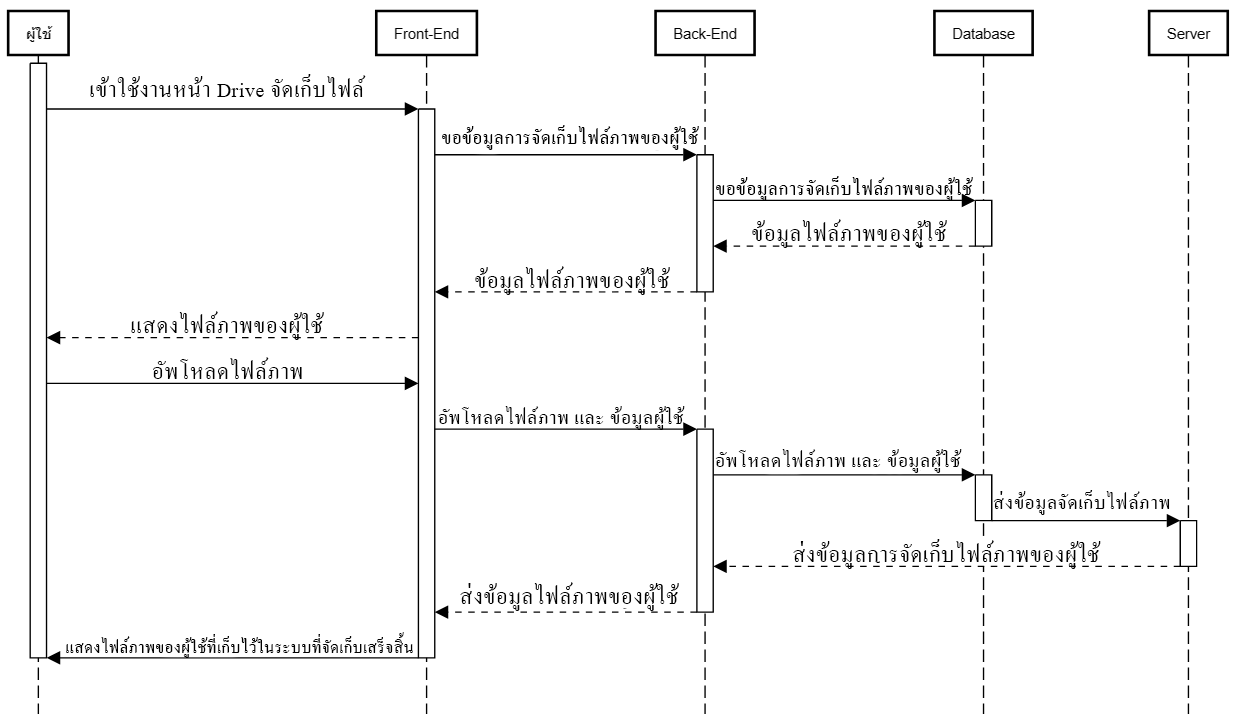 ผู้ใช้
Front-End
Back-End
Database
Server
เข้าใช้งานหน้า Drive จัดเก็บไฟล์
ขอข้อมูลการจัดเก็บไฟล์ภาพของผู้ใช้
ขอข้อมูลการจัดเก็บไฟล์ภาพของผู้ใช้
ข้อมูลไฟล์ภาพของผู้ใช้
ข้อมูลไฟล์ภาพของผู้ใช้
แสดงไฟล์ภาพของผู้ใช้
อัพโหลดไฟล์ภาพ
อัพโหลดไฟล์ภาพ และ ข้อมูลผู้ใช้
อัพโหลดไฟล์ภาพ และ ข้อมูลผู้ใช้
ส่งข้อมูลจัดเก็บไฟล์ภาพ
ส่งข้อมูลการจัดเก็บไฟล์ภาพของผู้ใช้
ส่งข้อมูลไฟล์ภาพของผู้ใช้
แสดงไฟล์ภาพของผู้ใช้ที่เก็บไว้ในระบบที่จัดเก็บเสร็จสิ้น